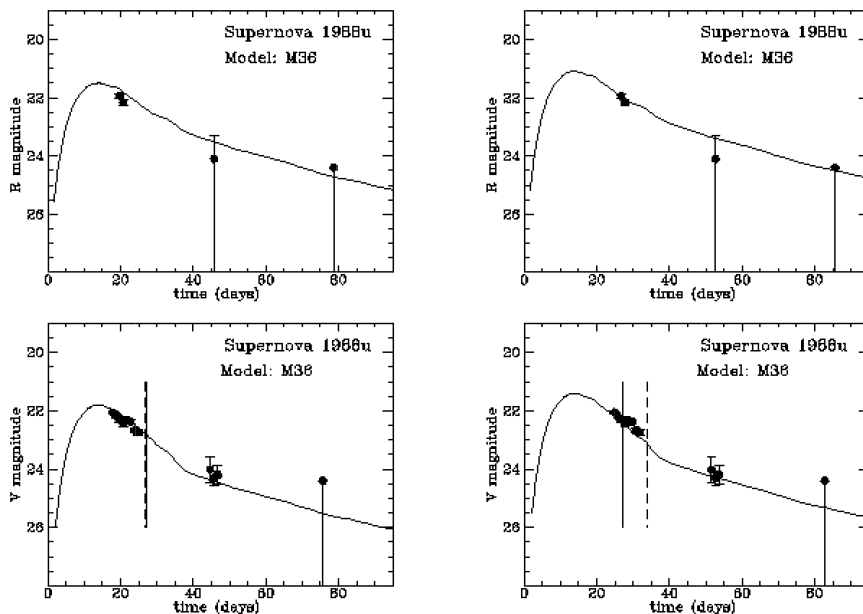 Supernova 1988u
Model: M36
R magnitude
20
22
24
26
0 20 40 60 80
time (days)
Supernova 1988u
Model: M36
R magnitude
20
22
24
26
0 20 40 60 80
time (days)
Supernova 1988u
Model: M36
V magnitude
20
22
24
26
0 20 40 60 80
time (days)
Supernova 1988u
Model: M36
V magnitude
20
22
24
26
0 20 40 60 80
time (days)